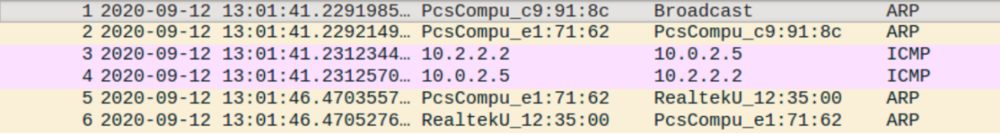 1 2020-09-12 13:01:41.2291985… PcsCompu_c9:91:8c Broadcast ARP
2 2020-09-12 13:01:41.2292149… PcsCompu_e1:71:62 PcsCompu_c9:91:8c ARP
3 2020-09-12 13:01:41.2312344… 10.2.2.2 10.0.2.5 ICMP
4 2020-09-12 13:01:41.2312570… 10.0.2.5 10.2.2.2 ICMP
5 2020-09-12 13:01:46.4703557… PcsCompu_e1:71:62 RealtekU_12:35:00 ARP
6 2020-09-12 13:01:46.4705276… RealtekU_12:35:00 PcsCompu_e1:71:62 ARP